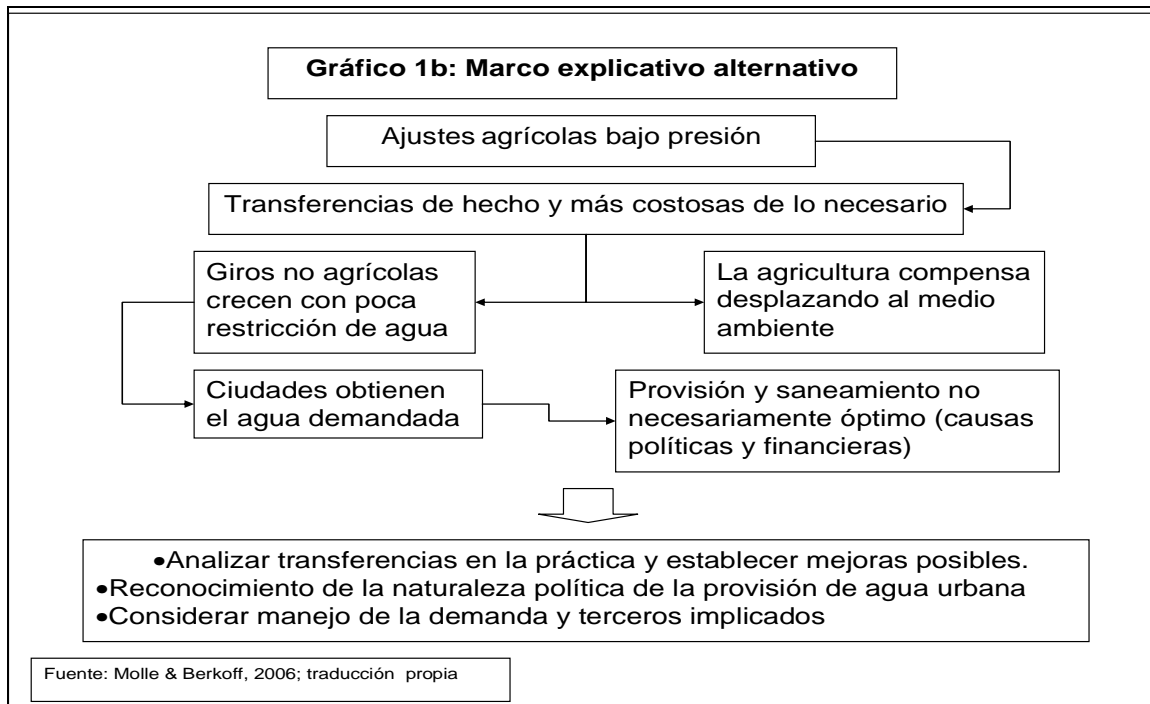 Gráfico 1b: Marco explicativo alternativo
Ajustes agrícolas bajo presión
Transferencias de hecho y más costosas de lo necesario
Giros no agrícolas
crecen con poca
restricción de agua
La agricultura compensa
desplazando al medio
ambiente
Ciudades obtienen
el agua demandada
Provisión y saneamiento no
necesariamente óptimo (causas
políticas y financieras)
•Analizar transferencias en la práctica y establecer mejoras posibles.
•Reconocimiento de la naturaleza política de la provisión de agua urbana
•Considerar manejo de la demanda y terceros implicados
Fuente: Molle & Berkoff, 2006; traducción propia